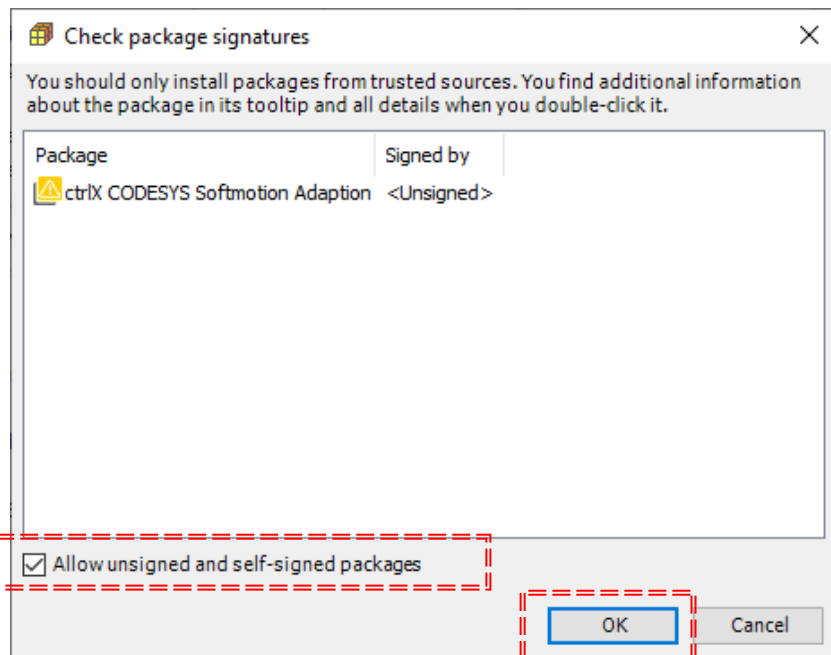 Check package signatures
You should only install packages from trusted sources. You find additional information
about the package in its tooltip and all details when you double-click it.
Package Signed by
ctrlX CODESYS Softmotion Adaption <Unsigned>
Allow unsigned and self-signed packages
OK Cancel